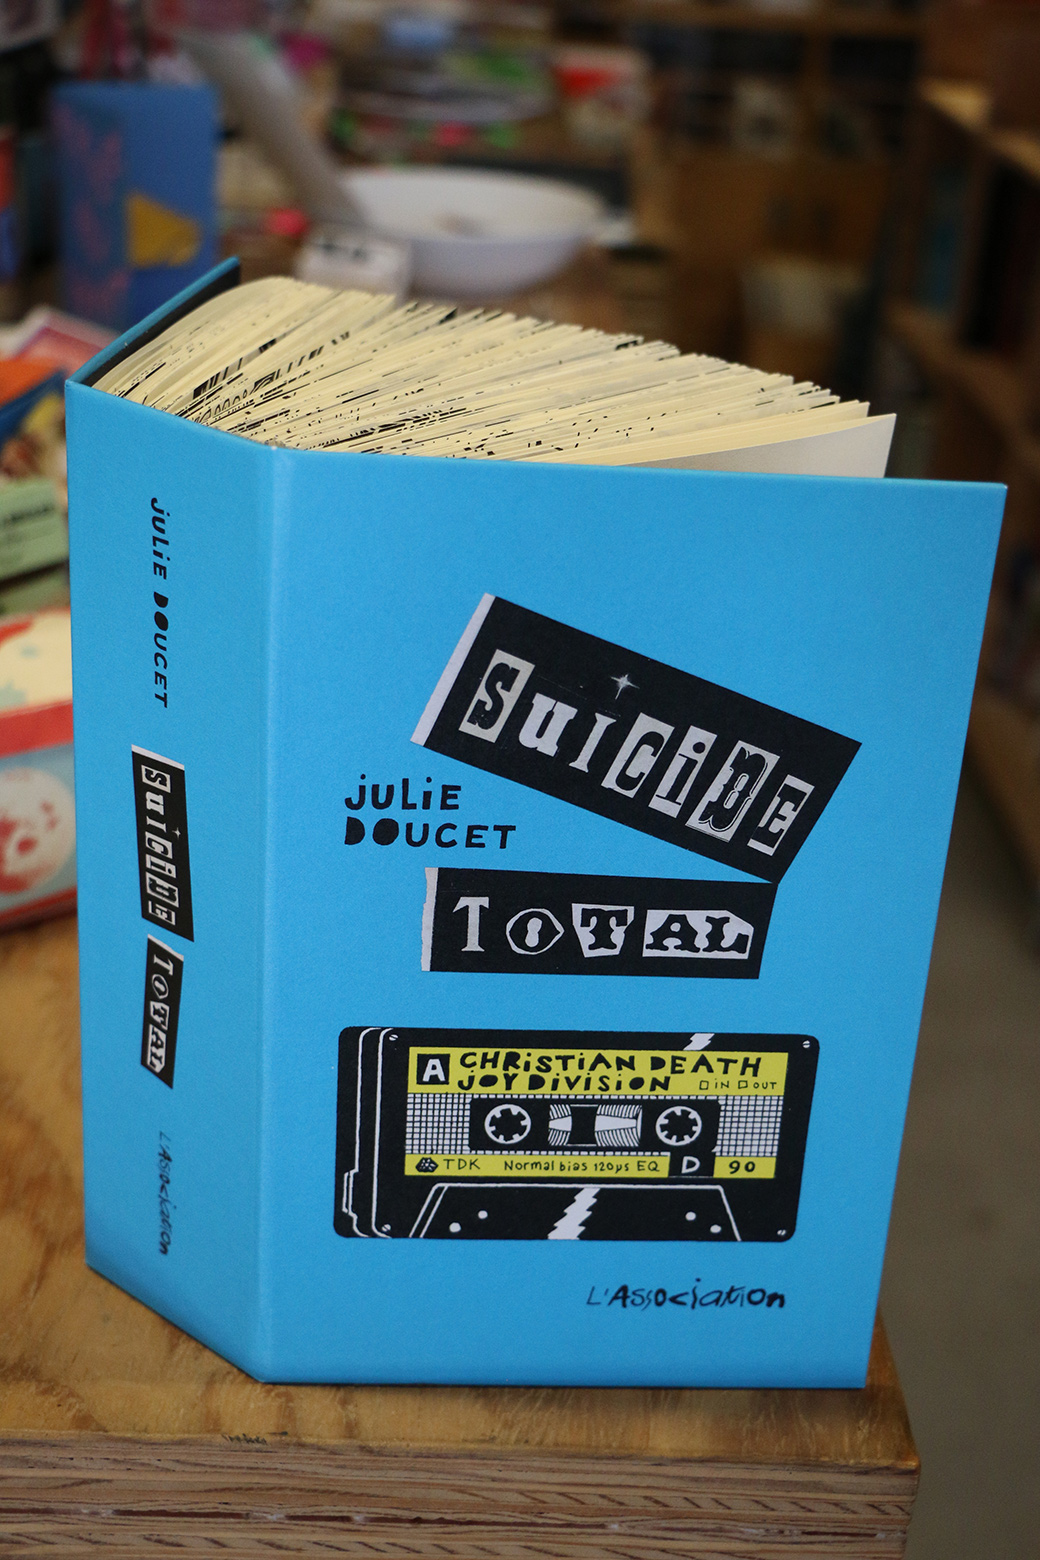 JULiE DOUCET
SuICiDE TOTAL
L'Association
SuICiDE
JULiE
DOUCET
TOTAL
A CHRiSTiAN DEATH
JOY DiViSiON
IN OUT
TDK Normal bias 120µs EQ D 90
L'Association